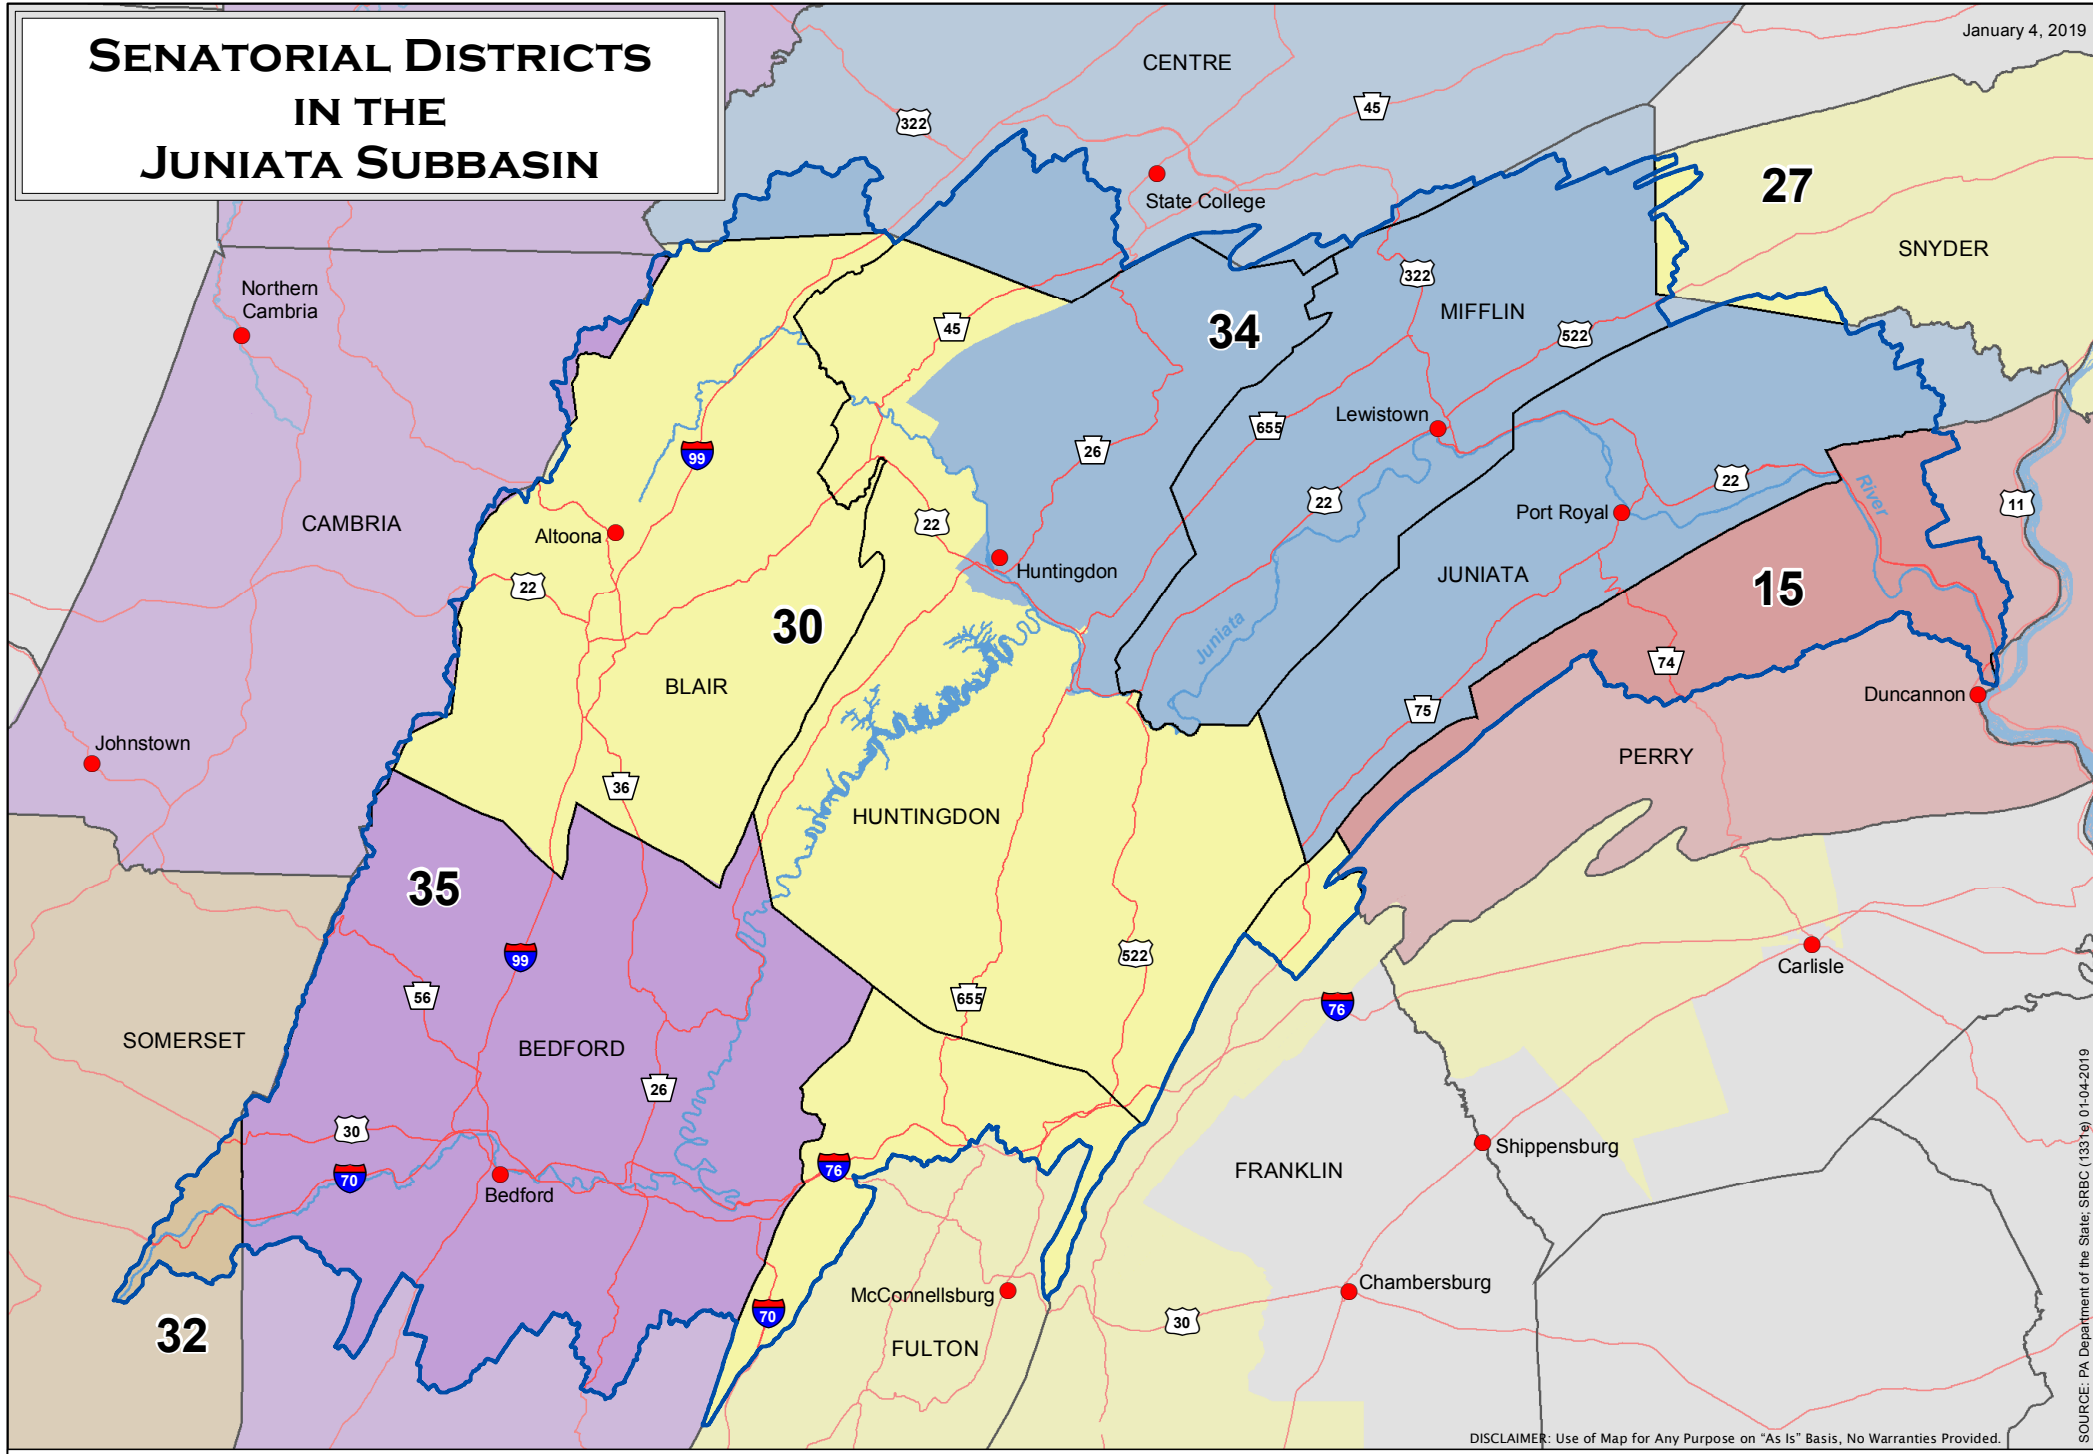 SENATORIAL DISTRICTS
IN THE
JUNIATA SUBBASIN
January 4, 2019
CENTRE
45
322
27
State College
SNYDER
Northern
Cambria
322
MIFFLIN
34
45
522
Lewistown
655
26
99
22
River
11
CAMBRIA
Altoona
22
22
Port Royal
Huntingdon
JUNIATA
22
15
30
Juniata
74
BLAIR
Duncannon
75
Johnstown
PERRY
36
HUNTINGDON
35
99
522
Carlisle
56
655
76
SOMERSET
BEDFORD
26
30
Shippensburg
76
FRANKLIN
70
Bedford
Chambersburg
McConnellsburg
70
30
32
FULTON
DISCLAIMER: Use of Map for Any Purpose on “As Is” Basis, No Warranties Provided.
SOURCE: PA Department of the State; SRBC (1331e) 01-04-2019